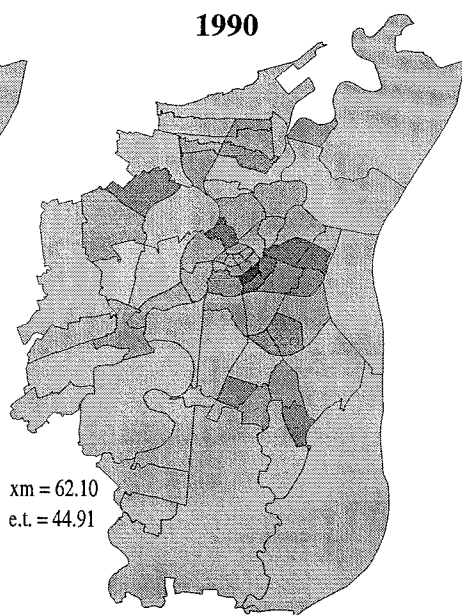 1990
xm = 62.10
e.t. = 44.91